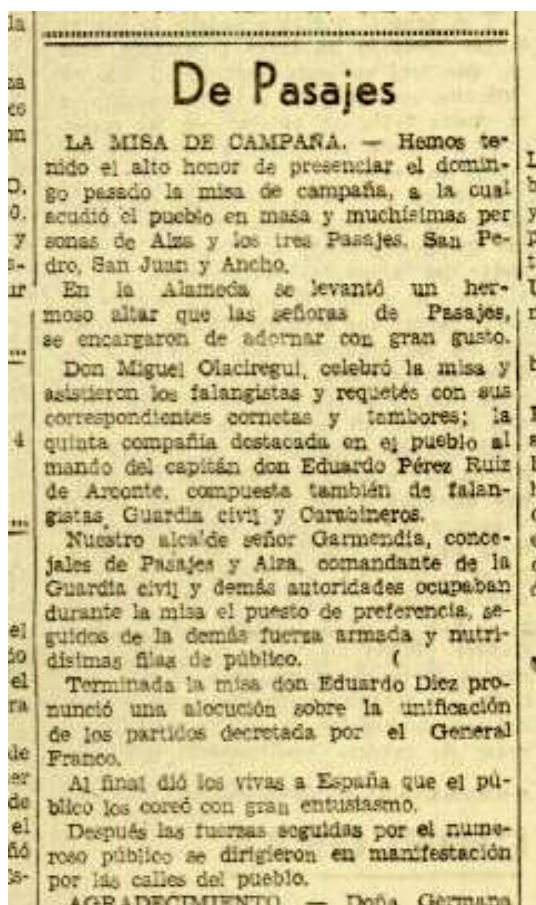 De Pasajes
LA MISA DE CAMPAÑA. — Hemos te-
nido el alto honor de presenciar el domin-
go pasado la misa de campaña, a la cual
acudió el pueblo en masa y muchísimas per
sonas de Alza y los tres Pasajes, San Pe-
dro, San Juan y Ancho.
En la Alameda se levantó un her-
moso altar que las señoras de Pasajes,
se encargaron de adornar con gran gusto.
Don Miguel Olaciregui, celebró la misa y
asistieron los falangistas y requetés con sus
correspondientes cornetas y tambores; la
quinta compañía destacada en el pueblo al
mando del capitán don Eduardo Pérez Ruiz
de Arconte, compuesta también de falan-
gistas, Guardia civil y Carabineros.
Nuestro alcalde señor Garmendia, conce-
jales de Pasajes y Alza, comandante de la
Guardia civil y demás autoridades ocupaban
durante la misa el puesto de preferencia, se-
guidos de la demás fuerza armada y nutri-
dísimas filas de público. (
Terminada la misa don Eduardo Diez pro-
nunció una alocución sobre la unificación
de los partidos decretada por el General
Franco.
Al final dió los vivas a España que el pú-
blico los coreó con gran entusiasmo.
Después las fuerzas seguidas por el nume-
roso público se dirigieron en manifestación
por las calles del pueblo.
AGRADECIMIENTO. — Doña Germana